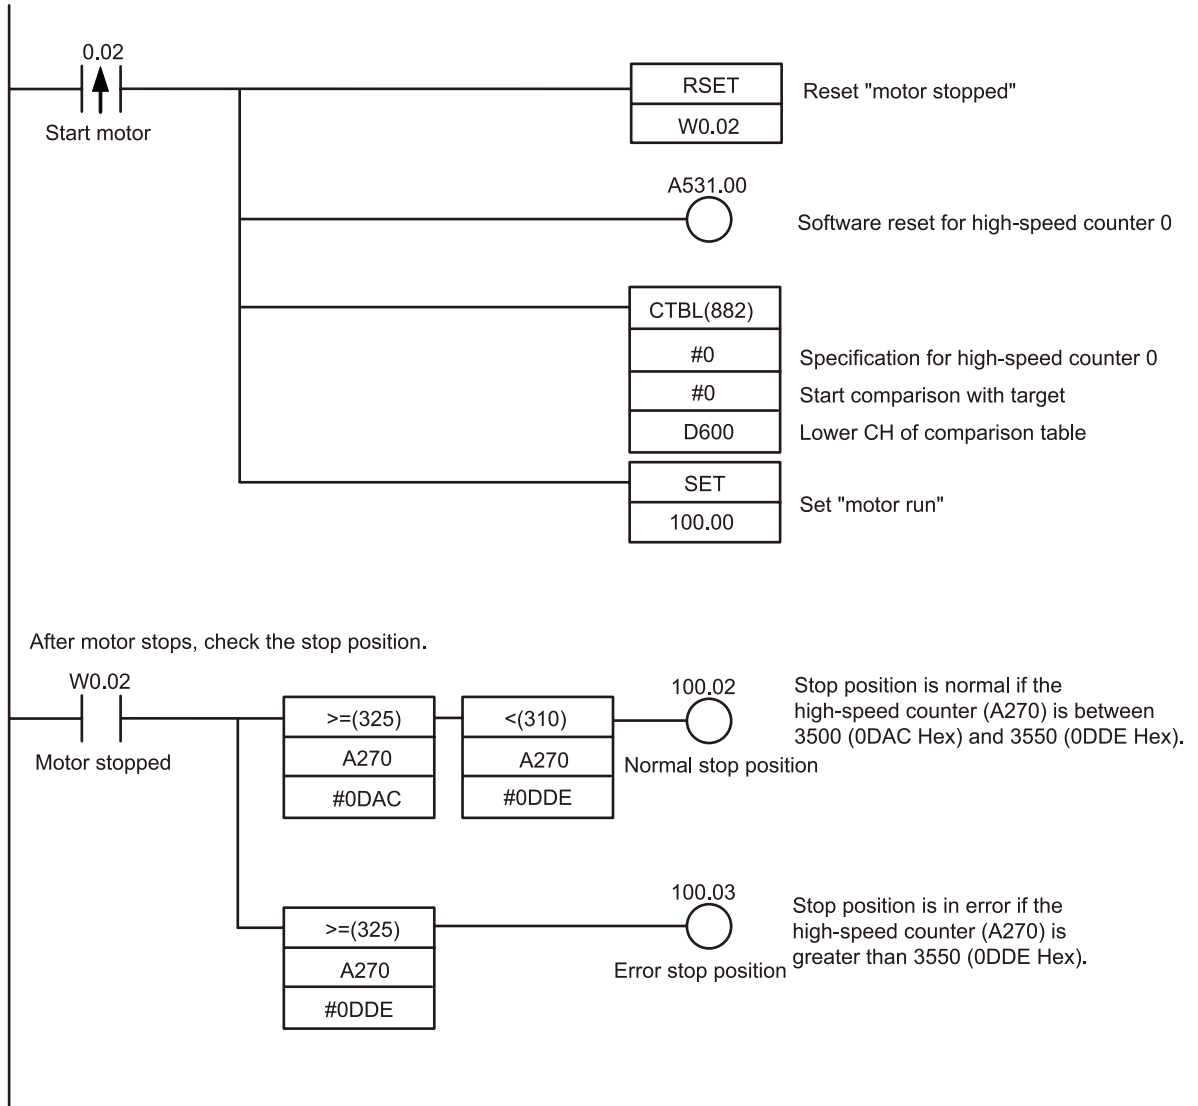 0.02
Start motor
RSET
W0.02
Reset "motor stopped"
A531.00
Software reset for high-speed counter 0
CTBL(882)
#0
Specification for high-speed counter 0
#0
Start comparison with target
D600
Lower CH of comparison table
SET
100.00
Set "motor run"
After motor stops, check the stop position.
W0.02
Motor stopped
>=(325)
A270
#0DAC
<(310)
A270
#0DDE
100.02
Normal stop position
Stop position is normal if the
high-speed counter (A270) is between
3500 (0DAC Hex) and 3550 (0DDE Hex).
>=(325)
A270
#0DDE
100.03
Error stop position
Stop position is in error if the
high-speed counter (A270) is
greater than 3550 (0DDE Hex).